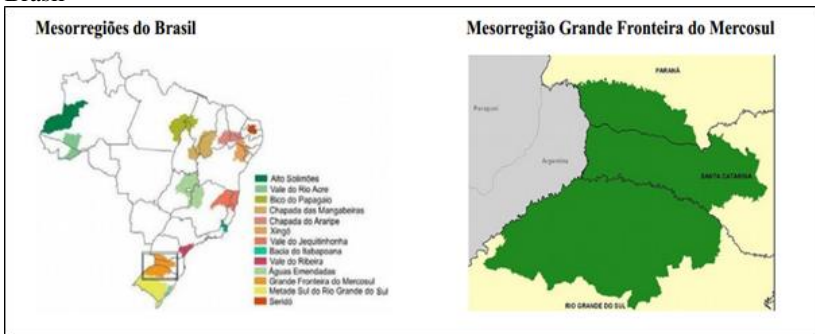 Mesorregiões do Brasil
Mesorregião Grande Fronteira do Mercosul
Alto Solimões
Vale do Rio Acre
Bico do Papagaio
Chapada das Mangabeiras
Chapada do Araripe
Xingó
Vale do Jequitinhonha
Bacia do Itabapoana
Vale do Ribeira
Águas Emendadas
Grande Fronteira do Mercosul
Metade Sul do Rio Grande do Sul
Seridó
PARANÁ
Paraguai
Argentina
SANTA CATARINA
RIO GRANDE DO SUL